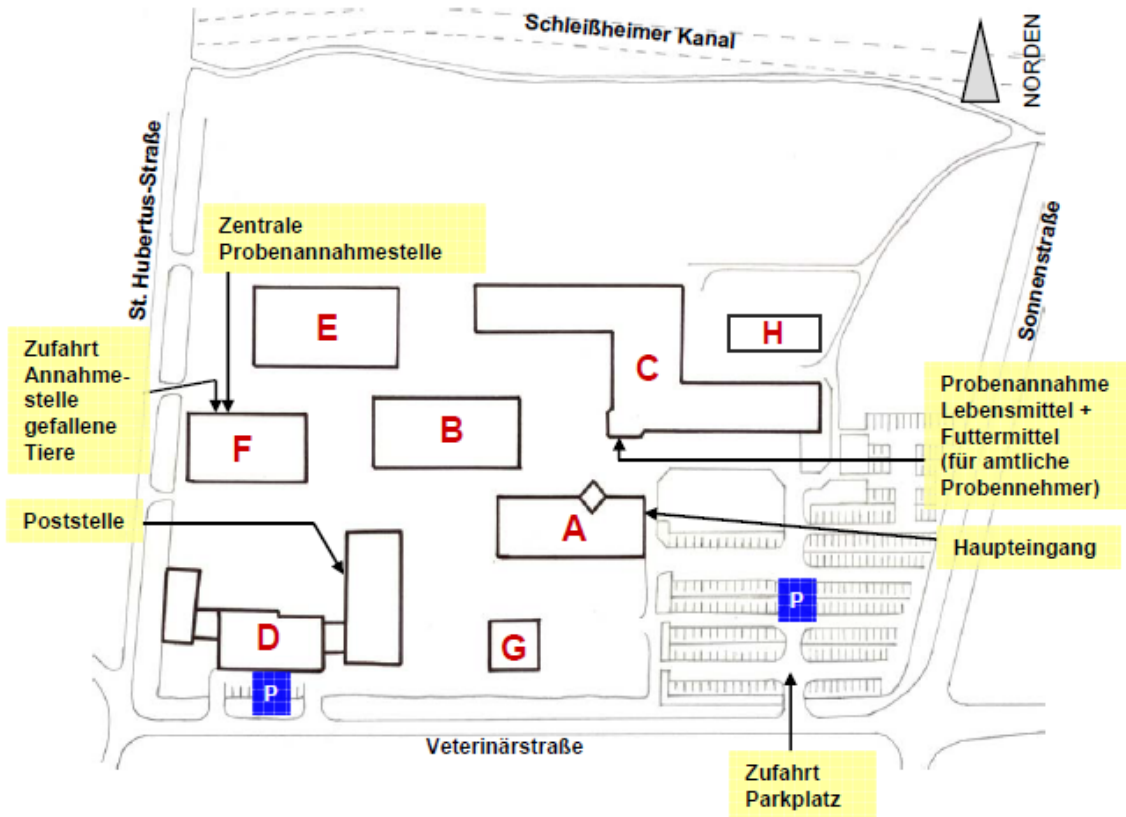 Schleißheimer Kanal
NORDEN
St. Hubertus-Straße
Zentrale
Probenannahmestelle
Sonnenstraße
E
H
C
Zufahrt
Annahme-
stelle
gefallene
Tiere
Probenannahme
Lebensmittel +
Futtermittel
(für amtliche
Probennehmer)
B
F
Poststelle
A
Haupteingang
P
D
G
P
Veterinärstraße
Zufahrt
Parkplatz